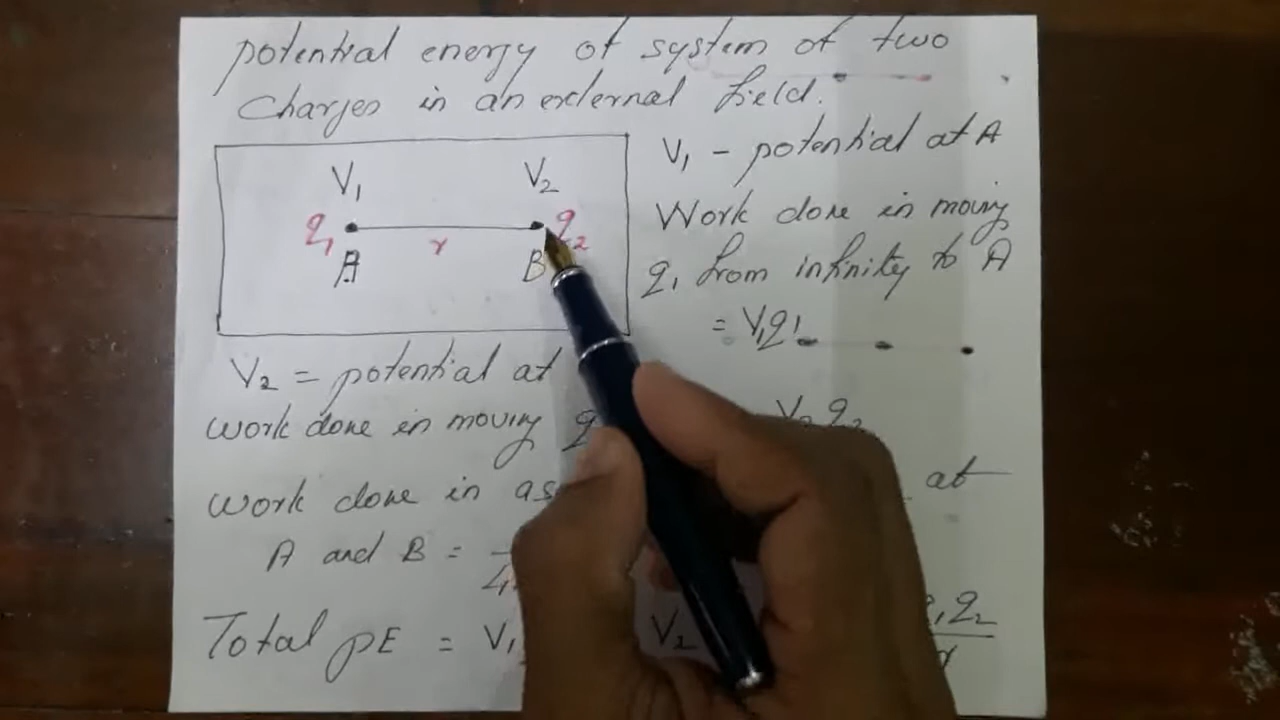 potential energy of system of two
charges in an external field.
V₁ V₂
q₁ r q₂
A B
V₁ - potential at A
Work done in moving
q₁ from infinity to A
= V₁q₁
V₂ = potential at
work done in moving q
V₂q₂
work done in as at
A and B =
Total PE = V₁ V₂ q₂
r